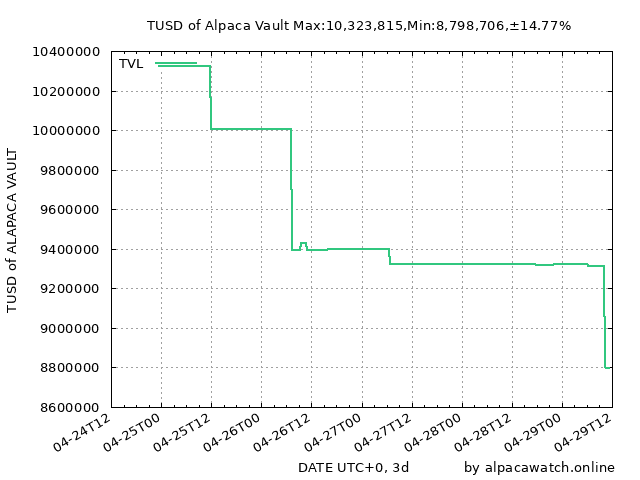 TUSD of Alpaca Vault Max:10,323,815,Min:8,798,706,±14.77%
TVL
10400000
10200000
10000000
9800000
9600000
9400000
9200000
9000000
8800000
8600000
TUSD of ALAPACA VAULT
04-24T12
04-25T00
04-25T12
04-26T00
04-26T12
04-27T00
04-27T12
04-28T00
04-28T12
04-29T00
04-29T12
DATE UTC+0, 3d
by alpacawatch.online